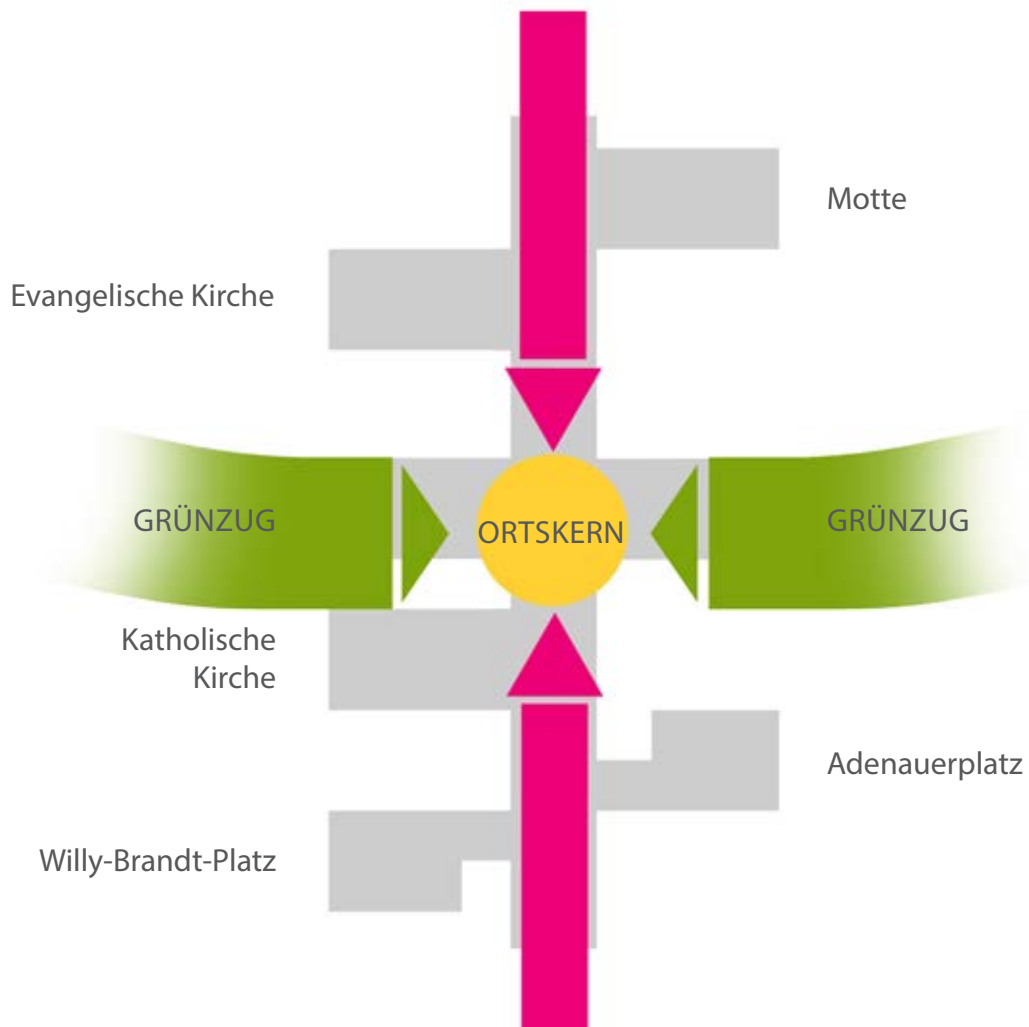 Motte
Evangelische Kirche
GRÜNZUG
ORTSKERN
GRÜNZUG
Katholische
Kirche
Adenauerplatz
Willy-Brandt-Platz